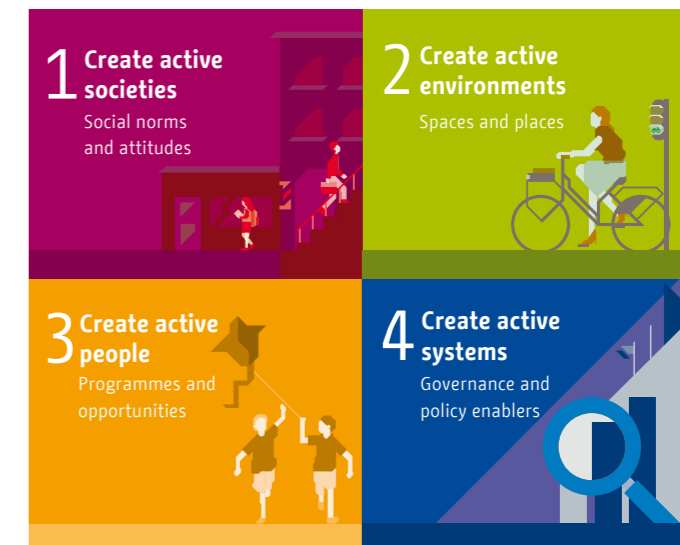 1 Create active
societies
Social norms
and attitudes
2 Create active
environments
Spaces and places
3 Create active
people
Programmes and
opportunities
4 Create active
systems
Governance and
policy enablers